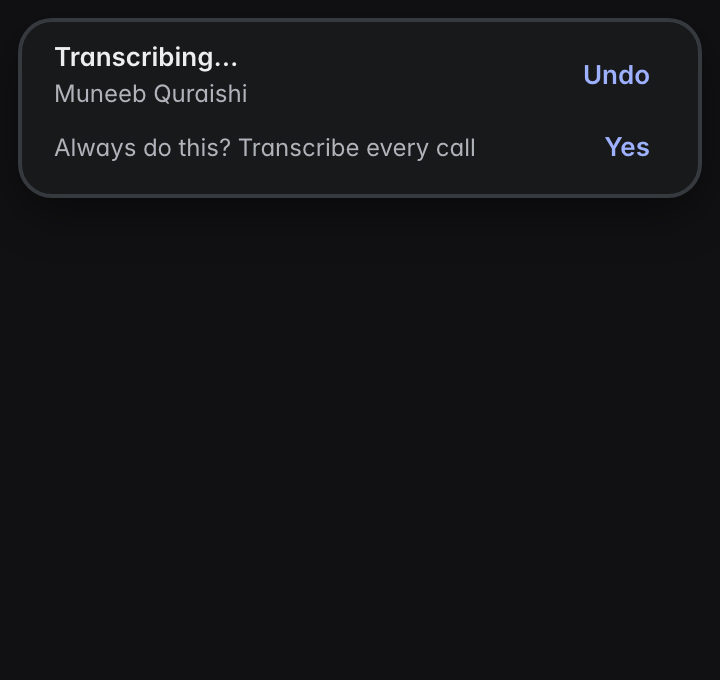 Transcribing...
Muneeb Quraishi
Undo
Always do this? Transcribe every call
Yes